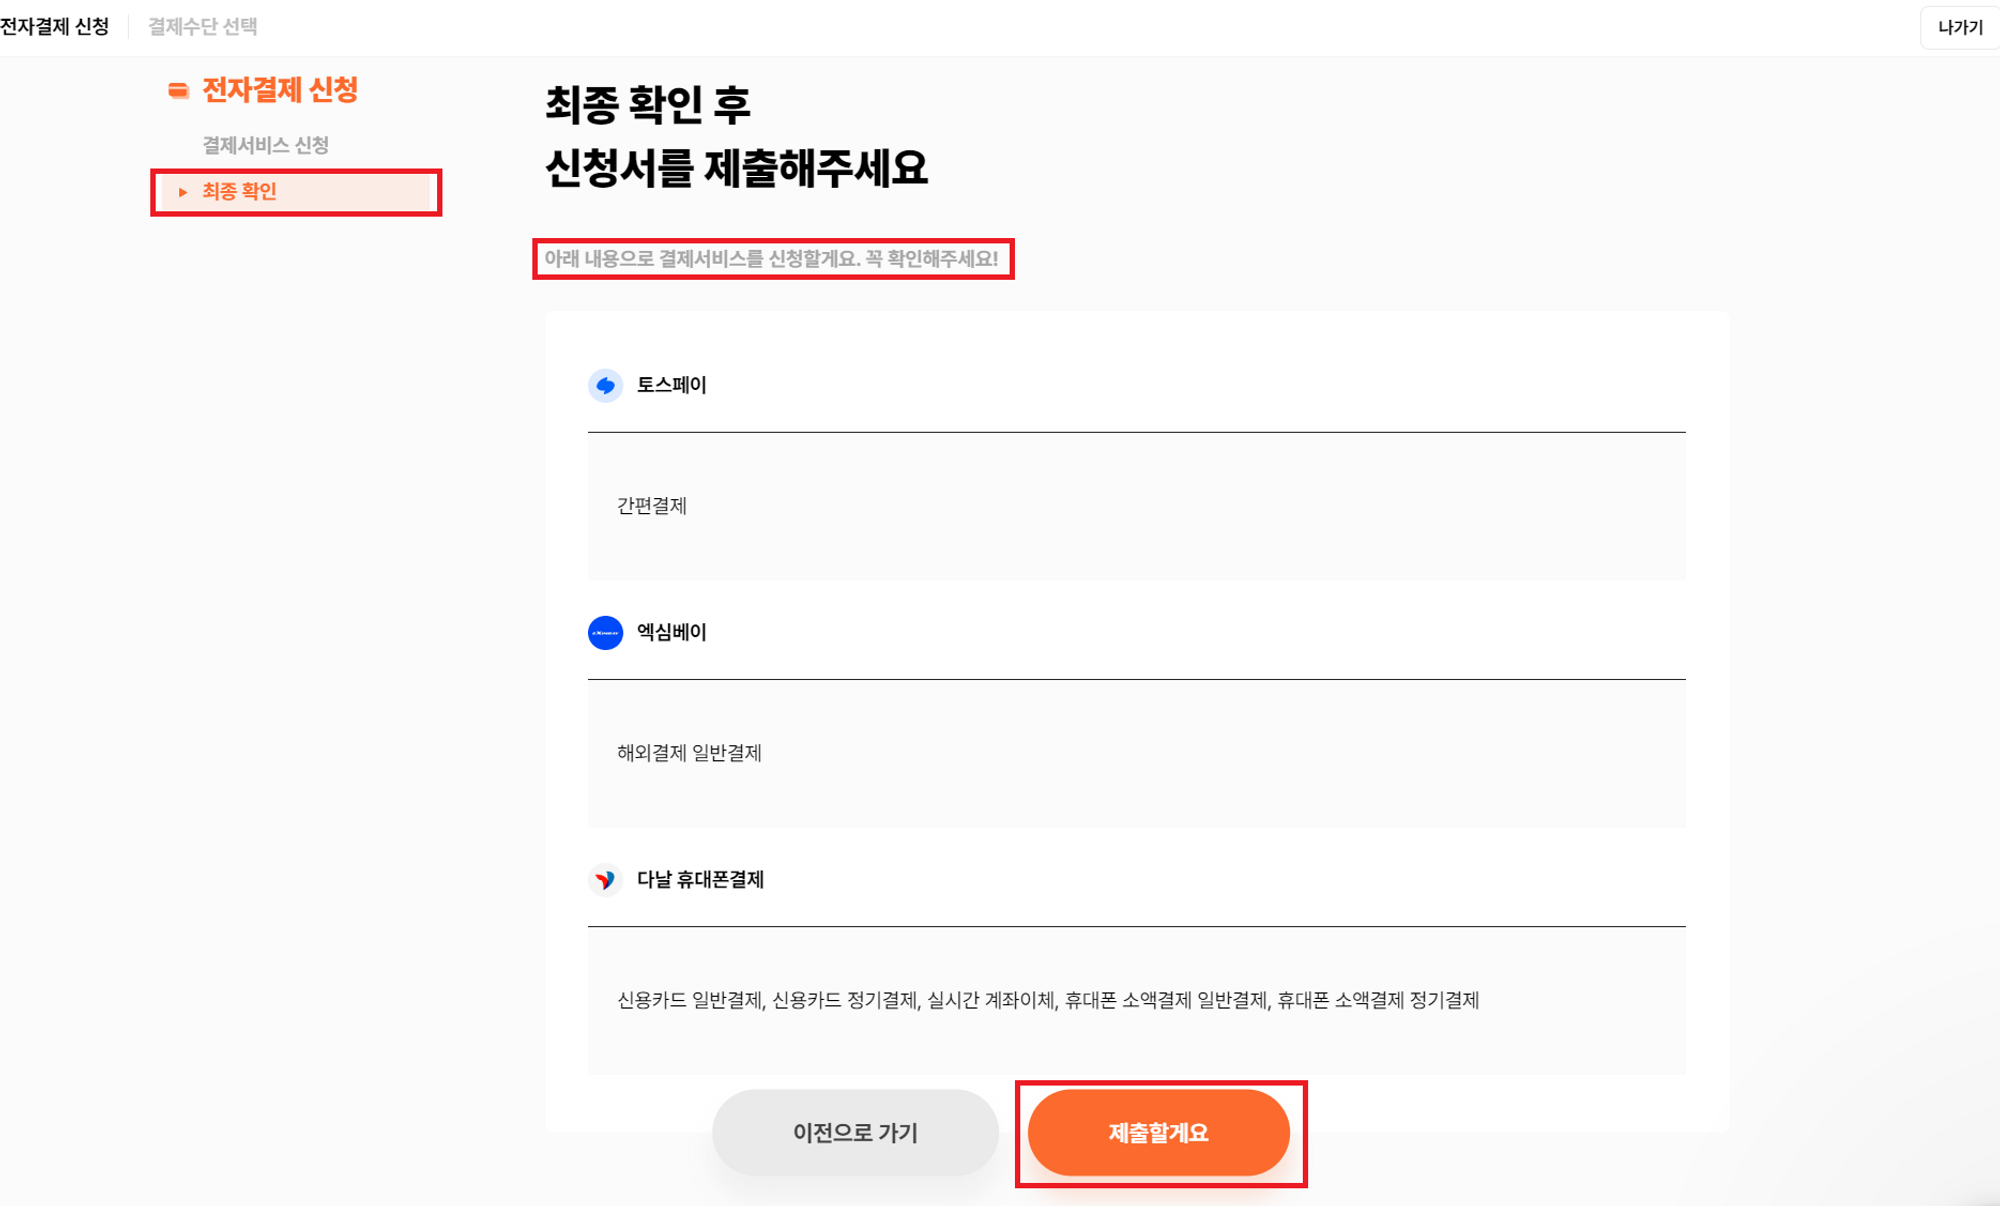 전자결제 신청
결제수단 선택
나가기
전자결제 신청
결제서비스 신청
최종 확인
최종 확인 후
신청서를 제출해주세요
아래 내용으로 결제서비스를 신청할게요. 꼭 확인해주세요!
토스페이
간편결제
엑심베이
해외결제 일반결제
다날 휴대폰결제
신용카드 일반결제, 신용카드 정기결제, 실시간 계좌이체, 휴대폰 소액결제 일반결제, 휴대폰 소액결제 정기결제
이전으로 가기
제출할게요